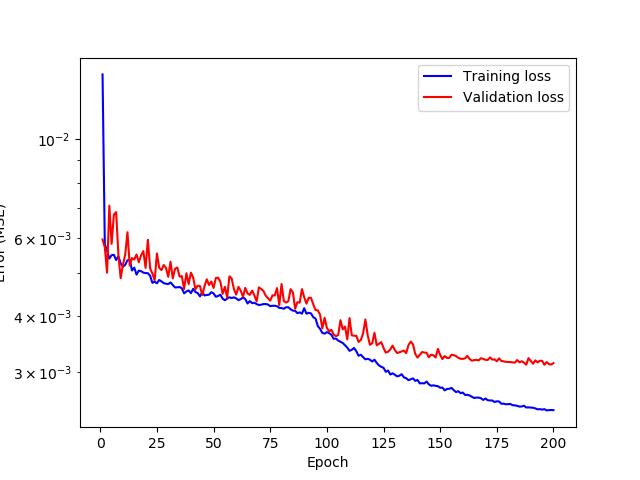 Training loss
Validation loss
10⁻²
6 × 10⁻³
4 × 10⁻³
3 × 10⁻³
(MSE)
0 25 50 75 100 125 150 175 200
Epoch